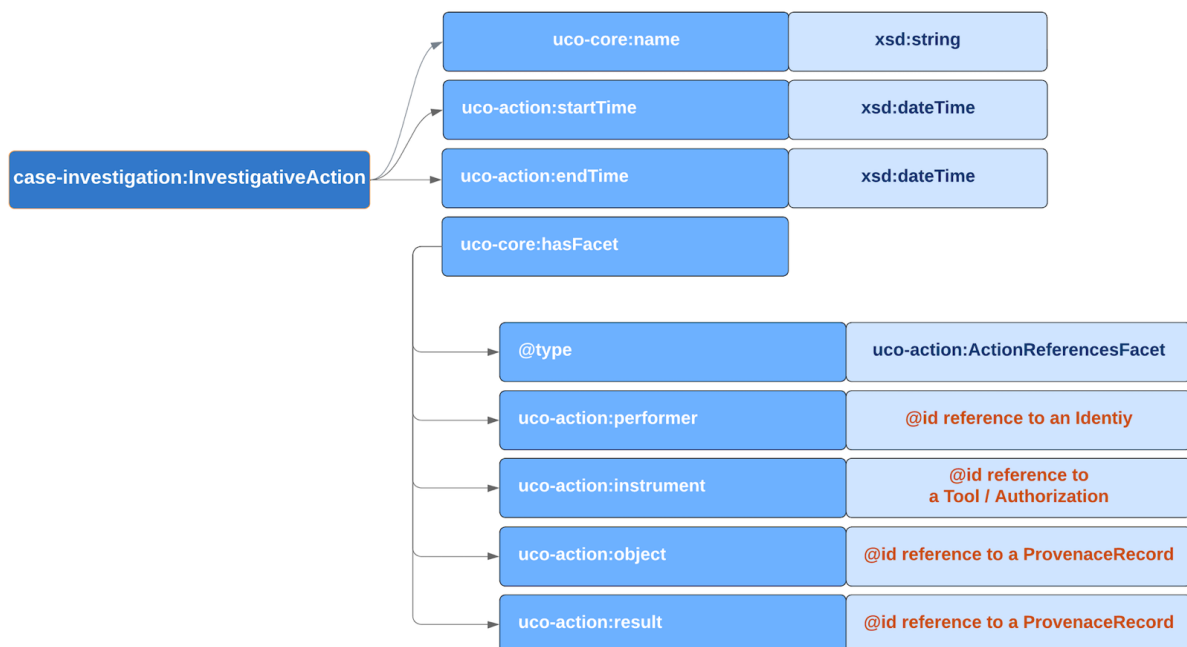 uco-core:name xsd:string
uco-action:startTime xsd:dateTime
case-investigation:InvestigativeAction uco-action:endTime xsd:dateTime
uco-core:hasFacet
@type uco-action:ActionReferencesFacet
uco-action:performer @id reference to an Identiy
uco-action:instrument @id reference to
a Tool / Authorization
uco-action:object @id reference to a ProvenaceRecord
uco-action:result @id reference to a ProvenaceRecord